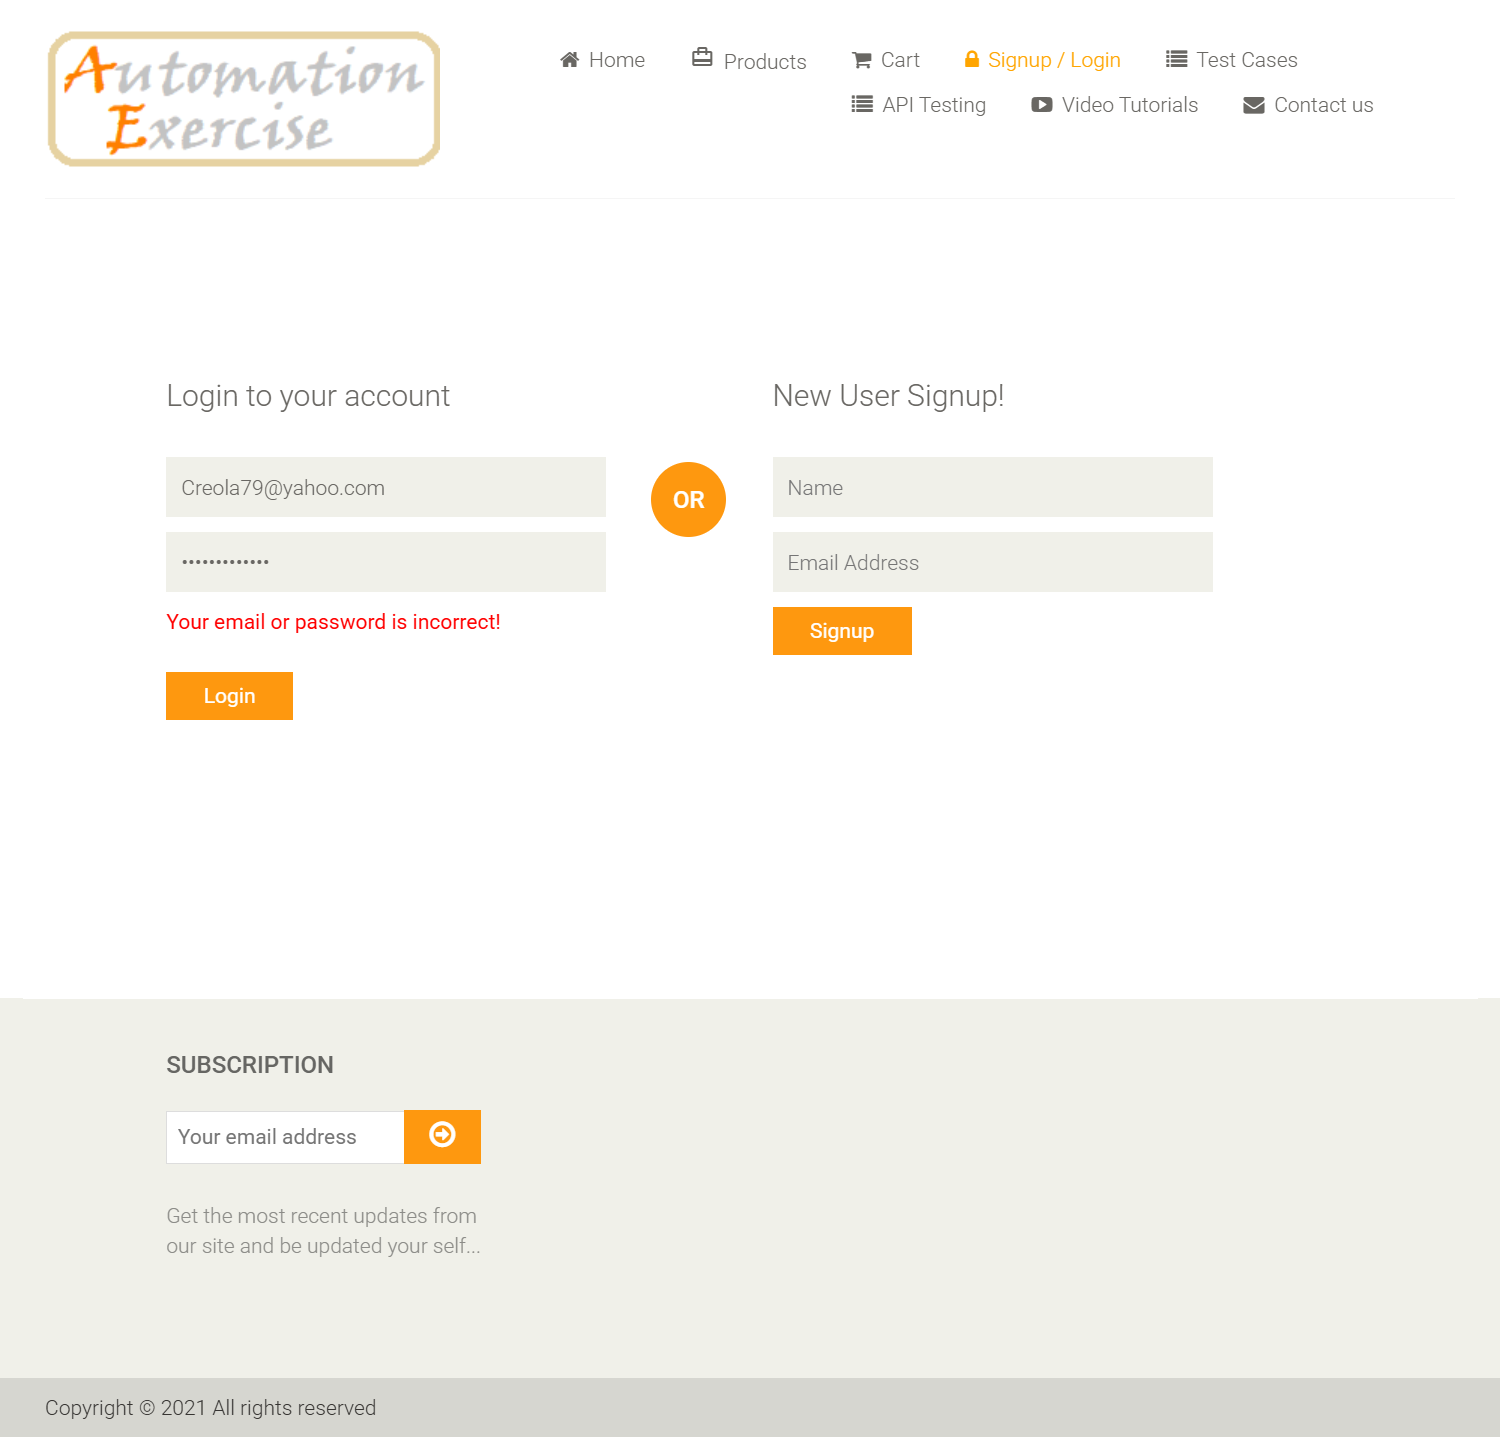 Automation
Exercise
Home
Products
Cart
Signup / Login
Test Cases
API Testing
Video Tutorials
Contact us
Login to your account
Creola79@yahoo.com
•••••••••••••
Your email or password is incorrect!
Login
OR
New User Signup!
Name
Email Address
Signup
SUBSCRIPTION
Your email address
Get the most recent updates from
our site and be updated your self...
Copyright © 2021 All rights reserved